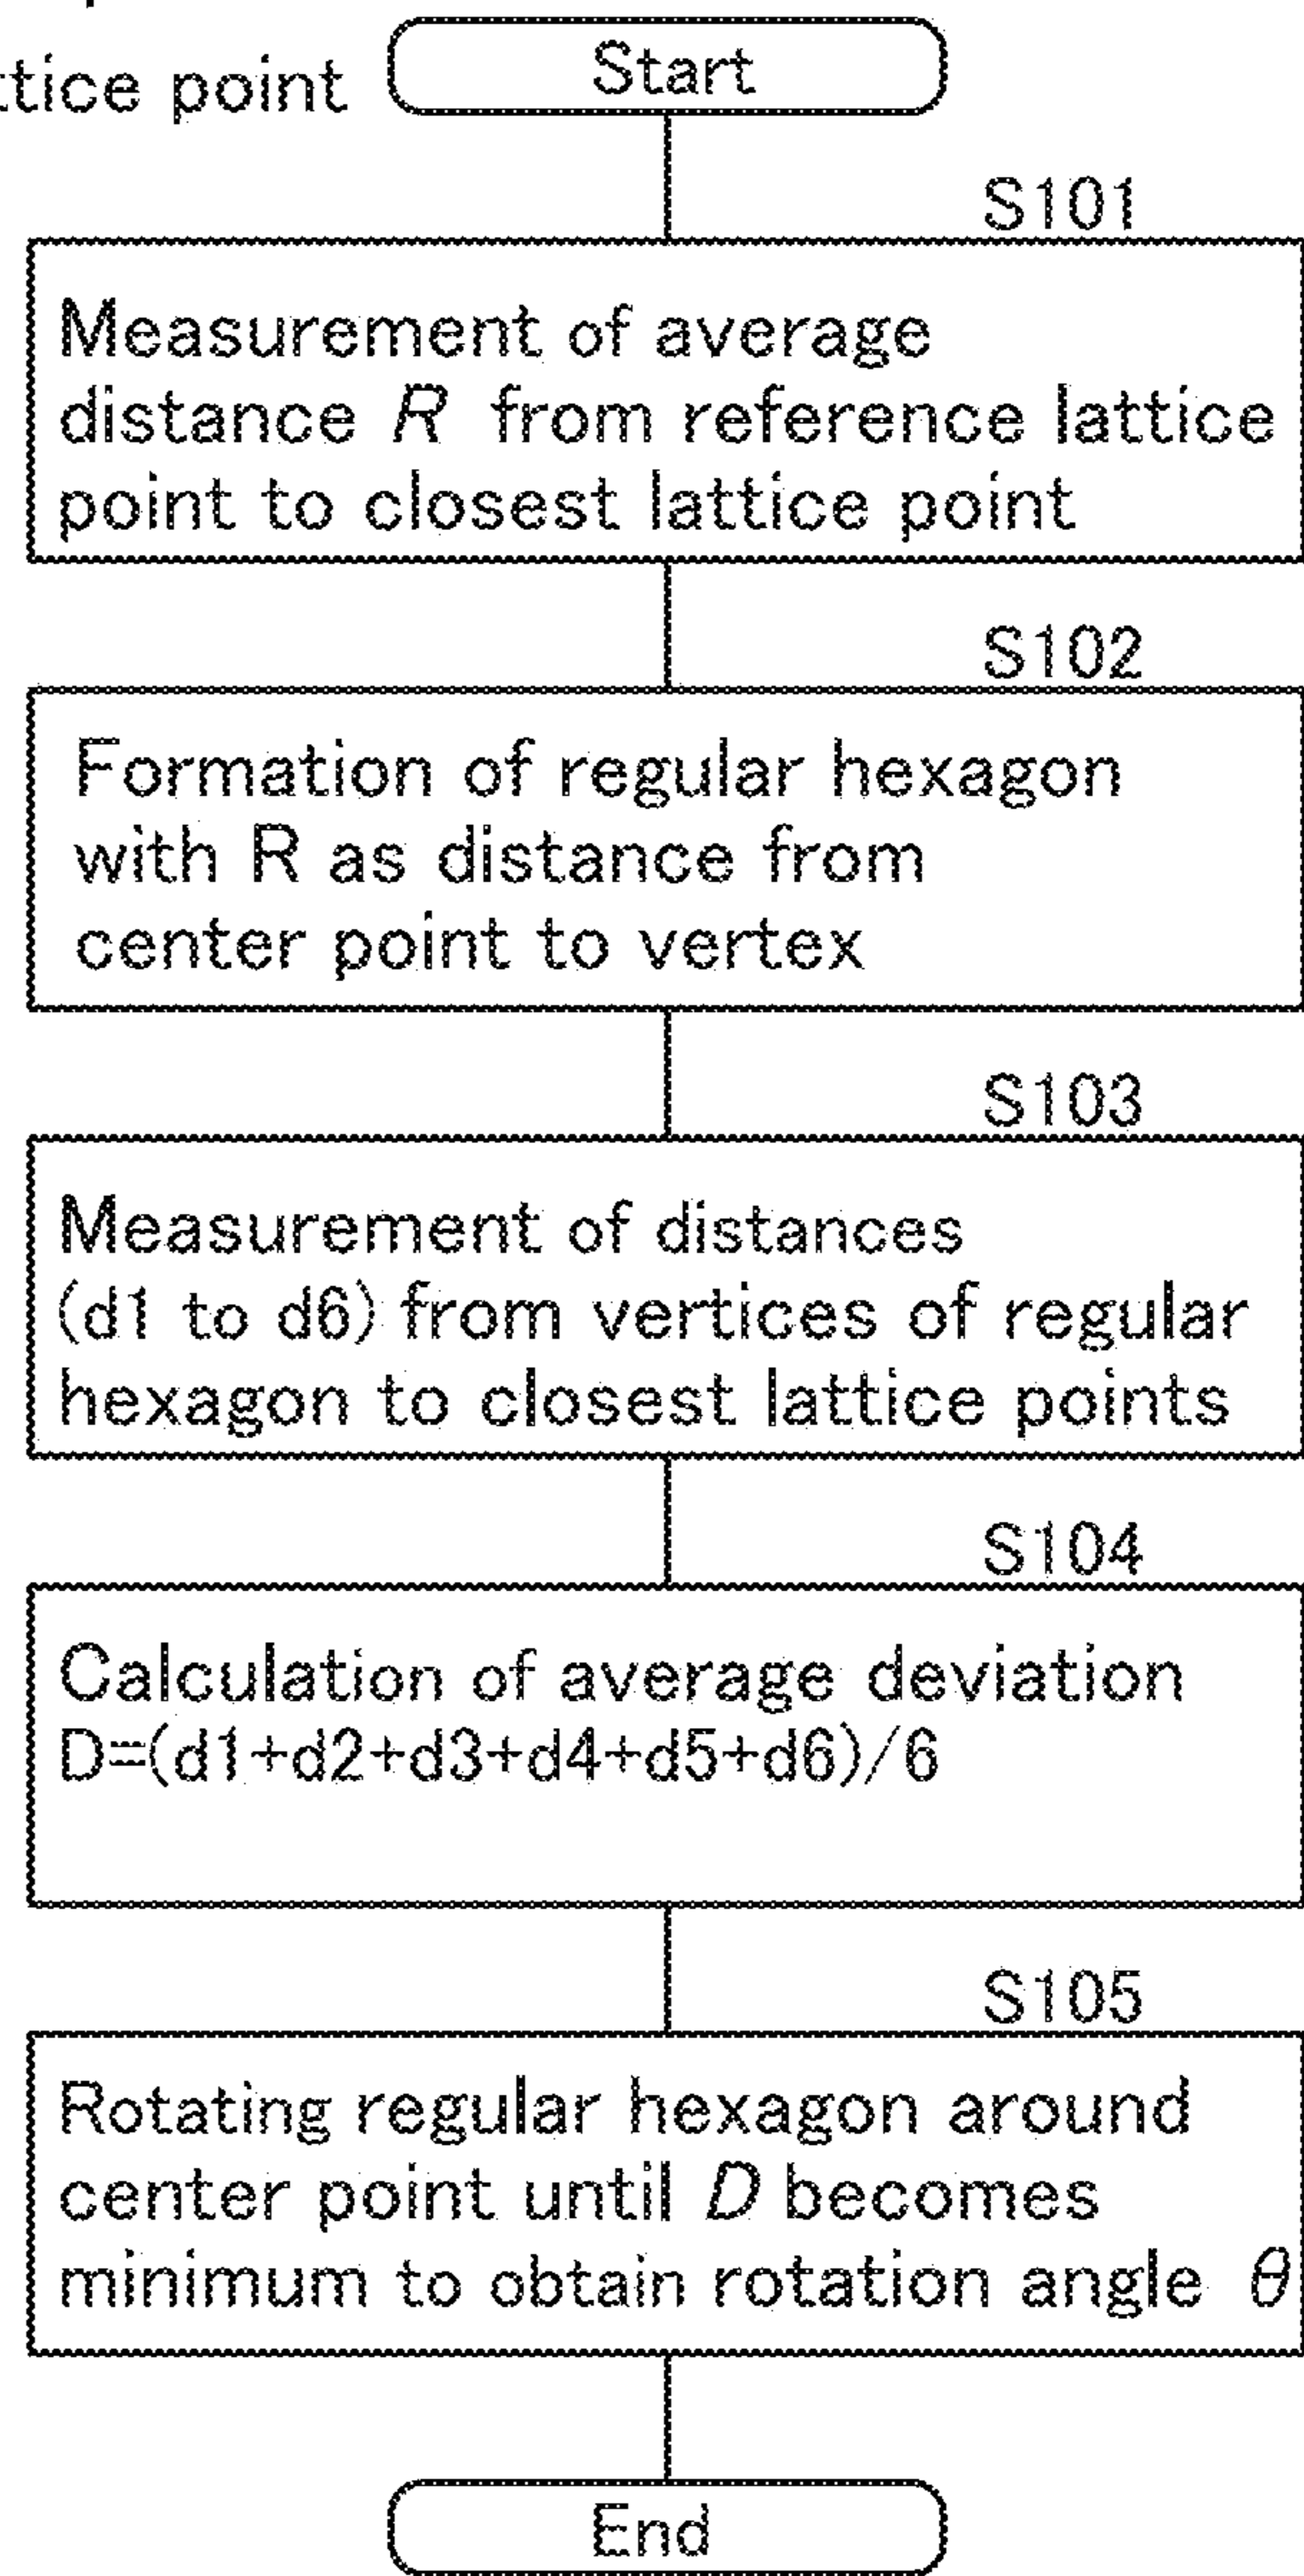 ttice point
Start
S101
Measurement of average
distance R from reference lattice
point to closest lattice point
S102
Formation of regular hexagon
with R as distance from
center point to vertex
S103
Measurement of distances
(d1 to d6) from vertices of regular
hexagon to closest lattice points
S104
Calculation of average deviation
D=(d1+d2+d3+d4+d5+d6)/6
S105
Rotating regular hexagon around
center point until D becomes
minimum to obtain rotation angle θ
End